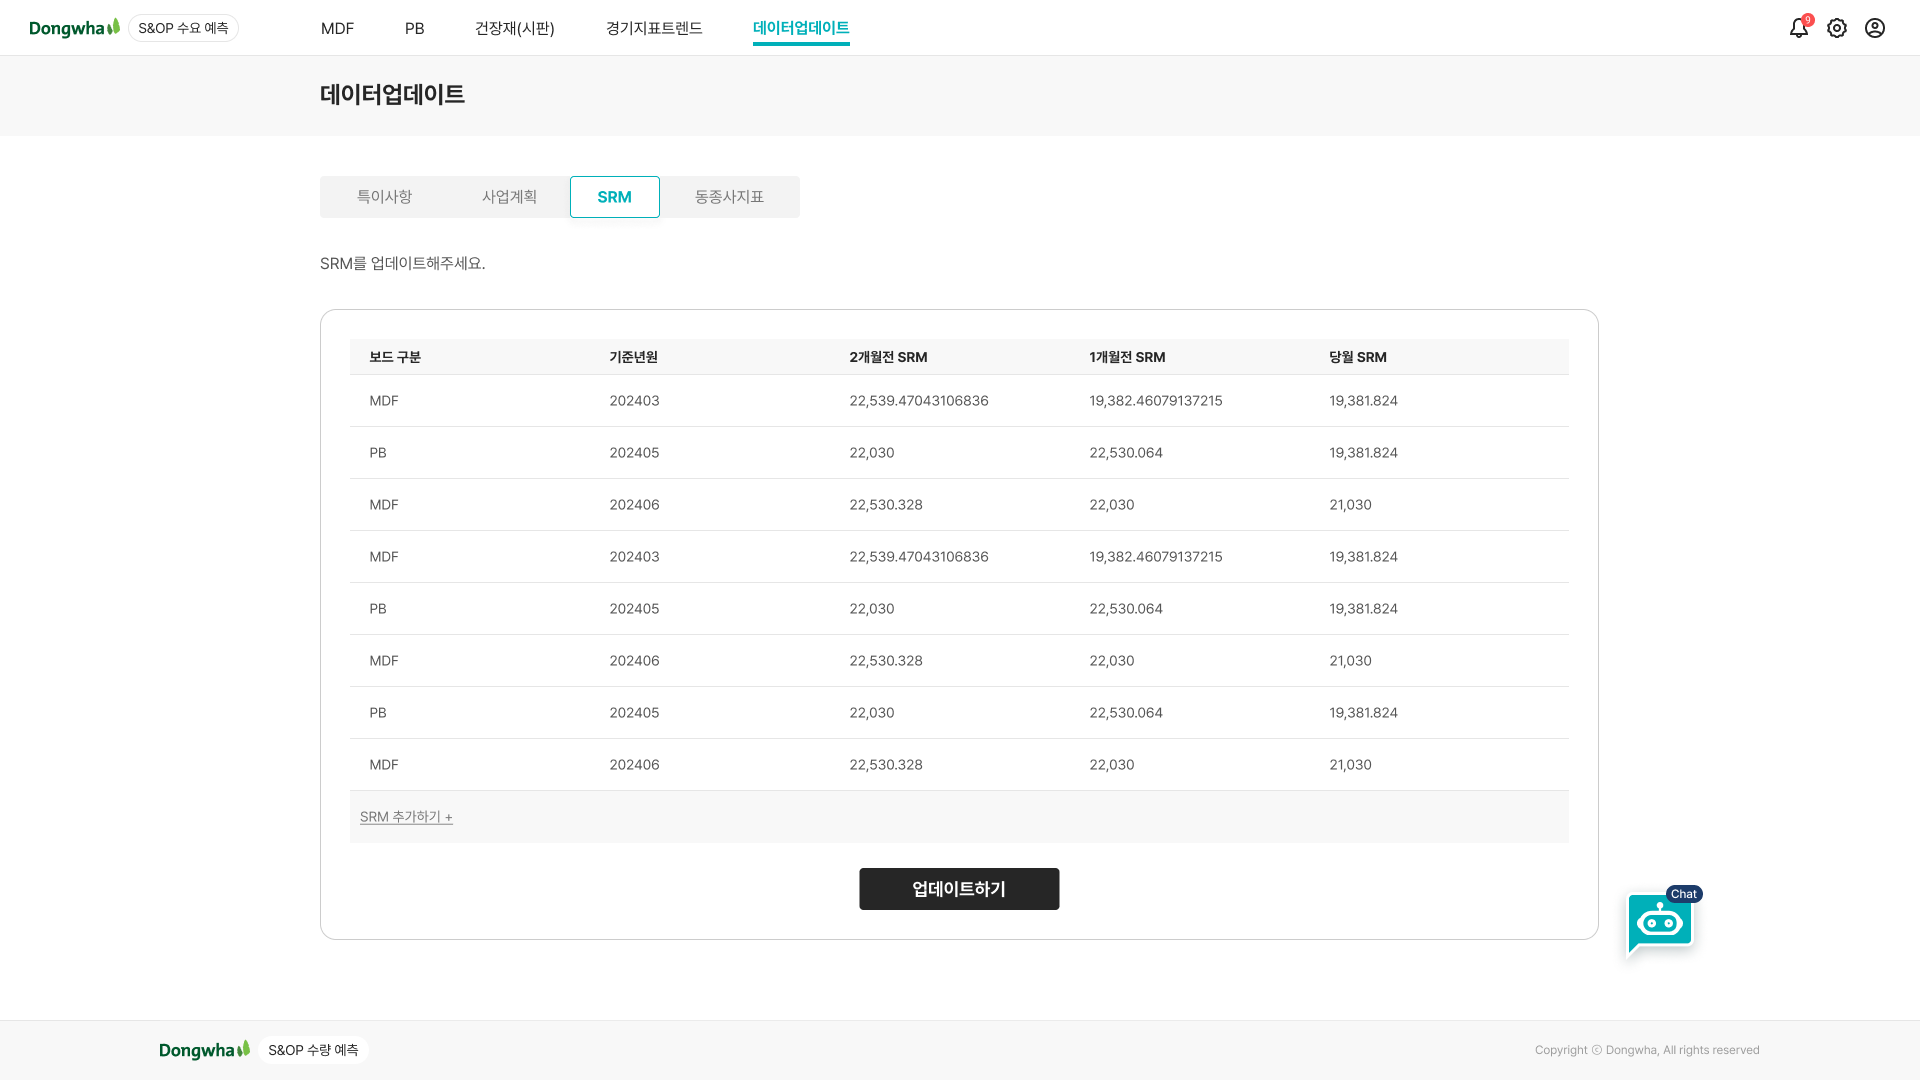 Dongwha S&OP 수요 예측 MDF PB 건장재(시판) 경기지표트렌드 데이터업데이트 9
데이터업데이트
특이사항 사업계획 SRM 동종사지표
SRM를 업데이트해주세요.
보드 구분 기준년원 2개월전 SRM 1개월전 SRM 당월 SRM
MDF 202403 22,539.47043106836 19,382.46079137215 19,381.824
PB 202405 22,030 22,530.064 19,381.824
MDF 202406 22,530.328 22,030 21,030
MDF 202403 22,539.47043106836 19,382.46079137215 19,381.824
PB 202405 22,030 22,530.064 19,381.824
MDF 202406 22,530.328 22,030 21,030
PB 202405 22,030 22,530.064 19,381.824
MDF 202406 22,530.328 22,030 21,030
SRM 추가하기 +
업데이트하기
Chat
Dongwha S&OP 수량 예측 Copyright ⓒ Dongwha, All rights reserved